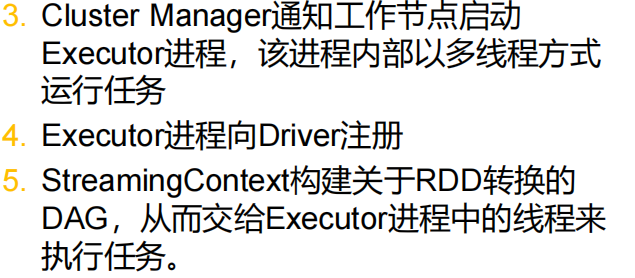 3. Cluster Manager通知工作节点启动
Executor进程，该进程内部以多线程方式
运行任务
4. Executor进程向Driver注册
5. StreamingContext构建关于RDD转换的
DAG，从而交给Executor进程中的线程来
执行任务。